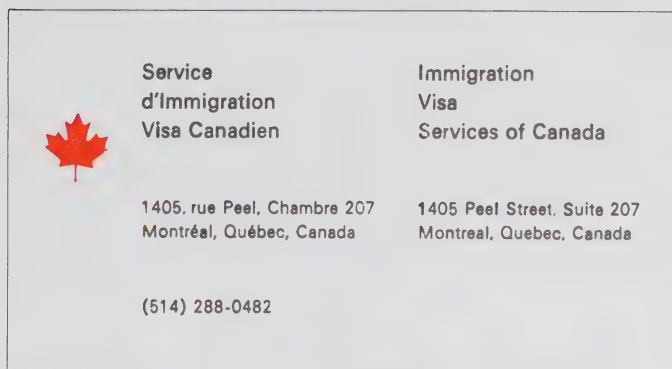 Service
d'Immigration
Visa Canadien
1405, rue Peel, Chambre 207
Montréal, Québec, Canada
(514) 288-0482
Immigration
Visa
Services of Canada
1405 Peel Street, Suite 207
Montreal, Quebec, Canada